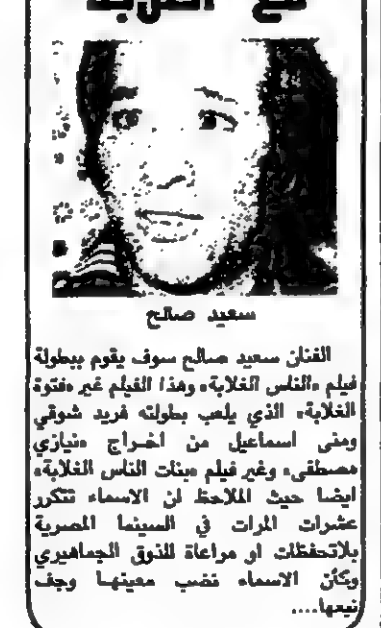 سعيد صالح
الفنان سعيد صالح سوف يقوم ببطولة
فيلم «الناس الغلابة» وهذا الفيلم غير «فتوة
الغلابة» الذي يلعب بطولته فريد شوقي
ومنى اسماعيل من اخراج «نيازي
مصطفى» وغير فيلم «بنات الناس الغلابة»
ايضا حيث الملاحظ ان الاسماء تتكرر
عشرات المرات في السينما المصرية
بلاتحفظات او مراعاة للذوق الجماهيري
وكأن الاسماء نضب معينها وجف
نبعها....